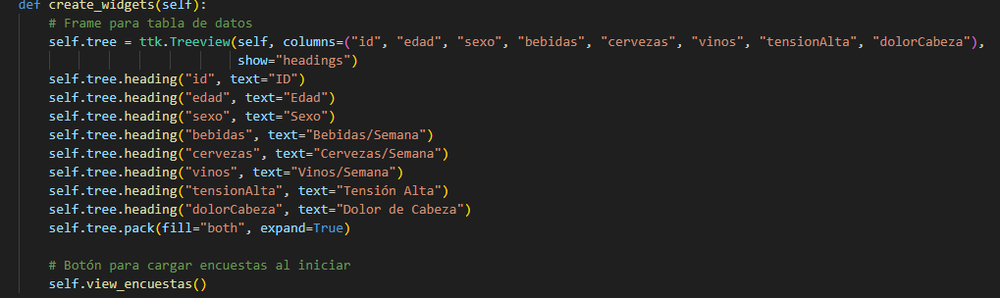 def create_widgets(self):
    # Frame para tabla de datos
    self.tree = ttk.Treeview(self, columns=("id", "edad", "sexo", "bebidas", "cervezas", "vinos", "tensionAlta", "dolorCabeza"),
                             show="headings")
    self.tree.heading("id", text="ID")
    self.tree.heading("edad", text="Edad")
    self.tree.heading("sexo", text="Sexo")
    self.tree.heading("bebidas", text="Bebidas/Semana")
    self.tree.heading("cervezas", text="Cervezas/Semana")
    self.tree.heading("vinos", text="Vinos/Semana")
    self.tree.heading("tensionAlta", text="Tensión Alta")
    self.tree.heading("dolorCabeza", text="Dolor de Cabeza")
    self.tree.pack(fill="both", expand=True)

    # Botón para cargar encuestas al iniciar
    self.view_encuestas()